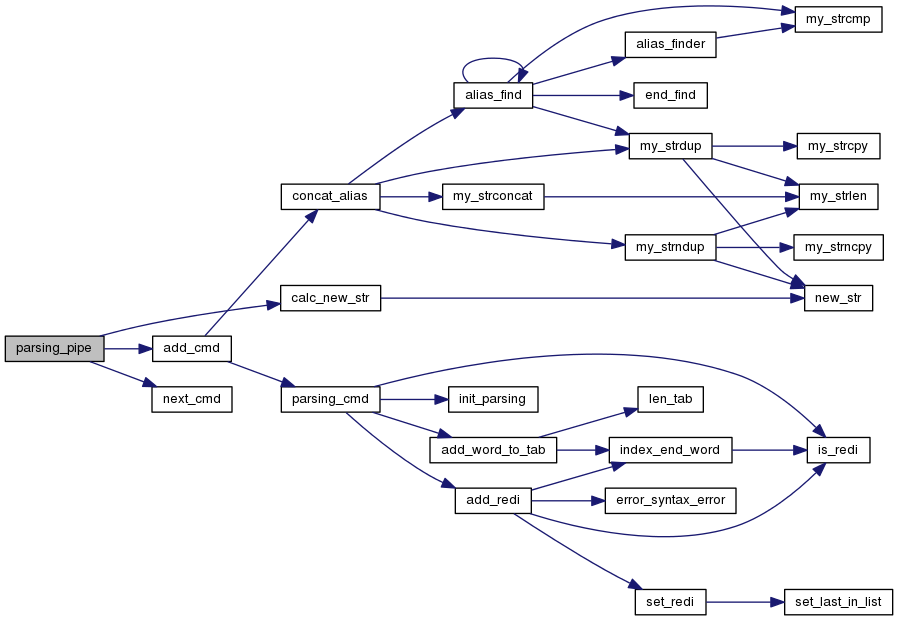 my_strcmp
alias_finder
alias_find
end_find
my_strdup
my_strcpy
concat_alias
my_strconcat
my_strlen
my_strndup
my_strncpy
calc_new_str
new_str
parsing_pipe
add_cmd
next_cmd
parsing_cmd
init_parsing
len_tab
add_word_to_tab
index_end_word
is_redi
add_redi
error_syntax_error
set_redi
set_last_in_list